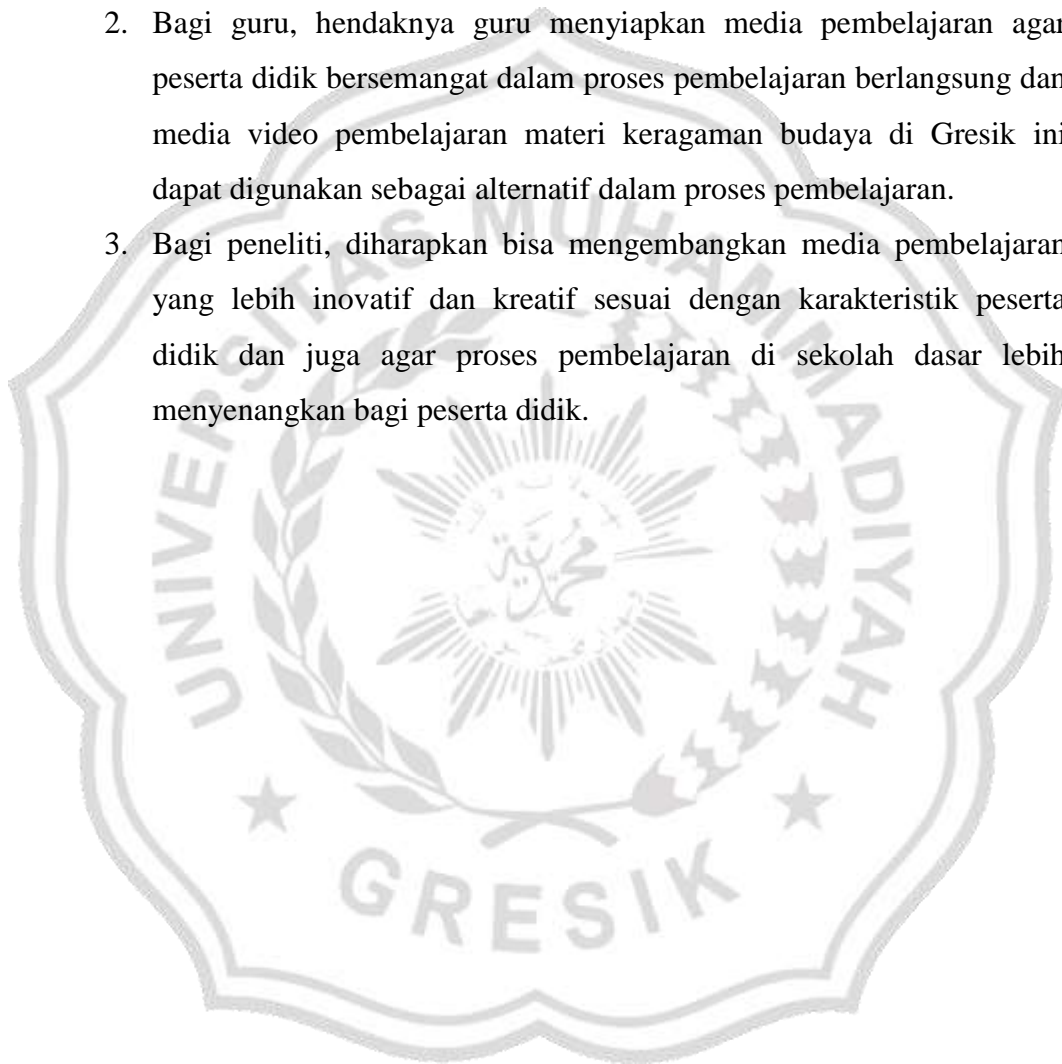 2. Bagi guru, hendaknya guru menyiapkan media pembelajaran agar
peserta didik bersemangat dalam proses pembelajaran berlangsung dan
media video pembelajaran materi keragaman budaya di Gresik ini
dapat digunakan sebagai alternatif dalam proses pembelajaran.
3. Bagi peneliti, diharapkan bisa mengembangkan media pembelajaran
yang lebih inovatif dan kreatif sesuai dengan karakteristik peserta
didik dan juga agar proses pembelajaran di sekolah dasar lebih
menyenangkan bagi peserta didik.
UNIVERSITAS MUHAMMADIYAH
GRESIK